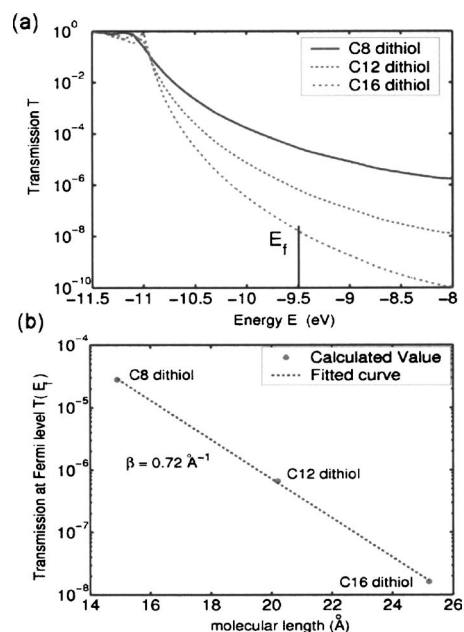 (a)
10^0
10^-2
10^-4
10^-6
10^-8
10^-10
Transmission T
C8 dithiol
C12 dithiol
C16 dithiol
E_f
-11.5 -11 -10.5 -10 -9.5 -9 -8.5 -8
Energy E (eV)
(b)
10^-4
10^-5
10^-6
10^-7
10^-8
Transmission at Fermi level T(E_f)
Calculated Value
Fitted curve
C8 dithiol
β = 0.72 Å^-1
C12 dithiol
C16 dithiol
14 16 18 20 22 24 26
molecular length (Å)